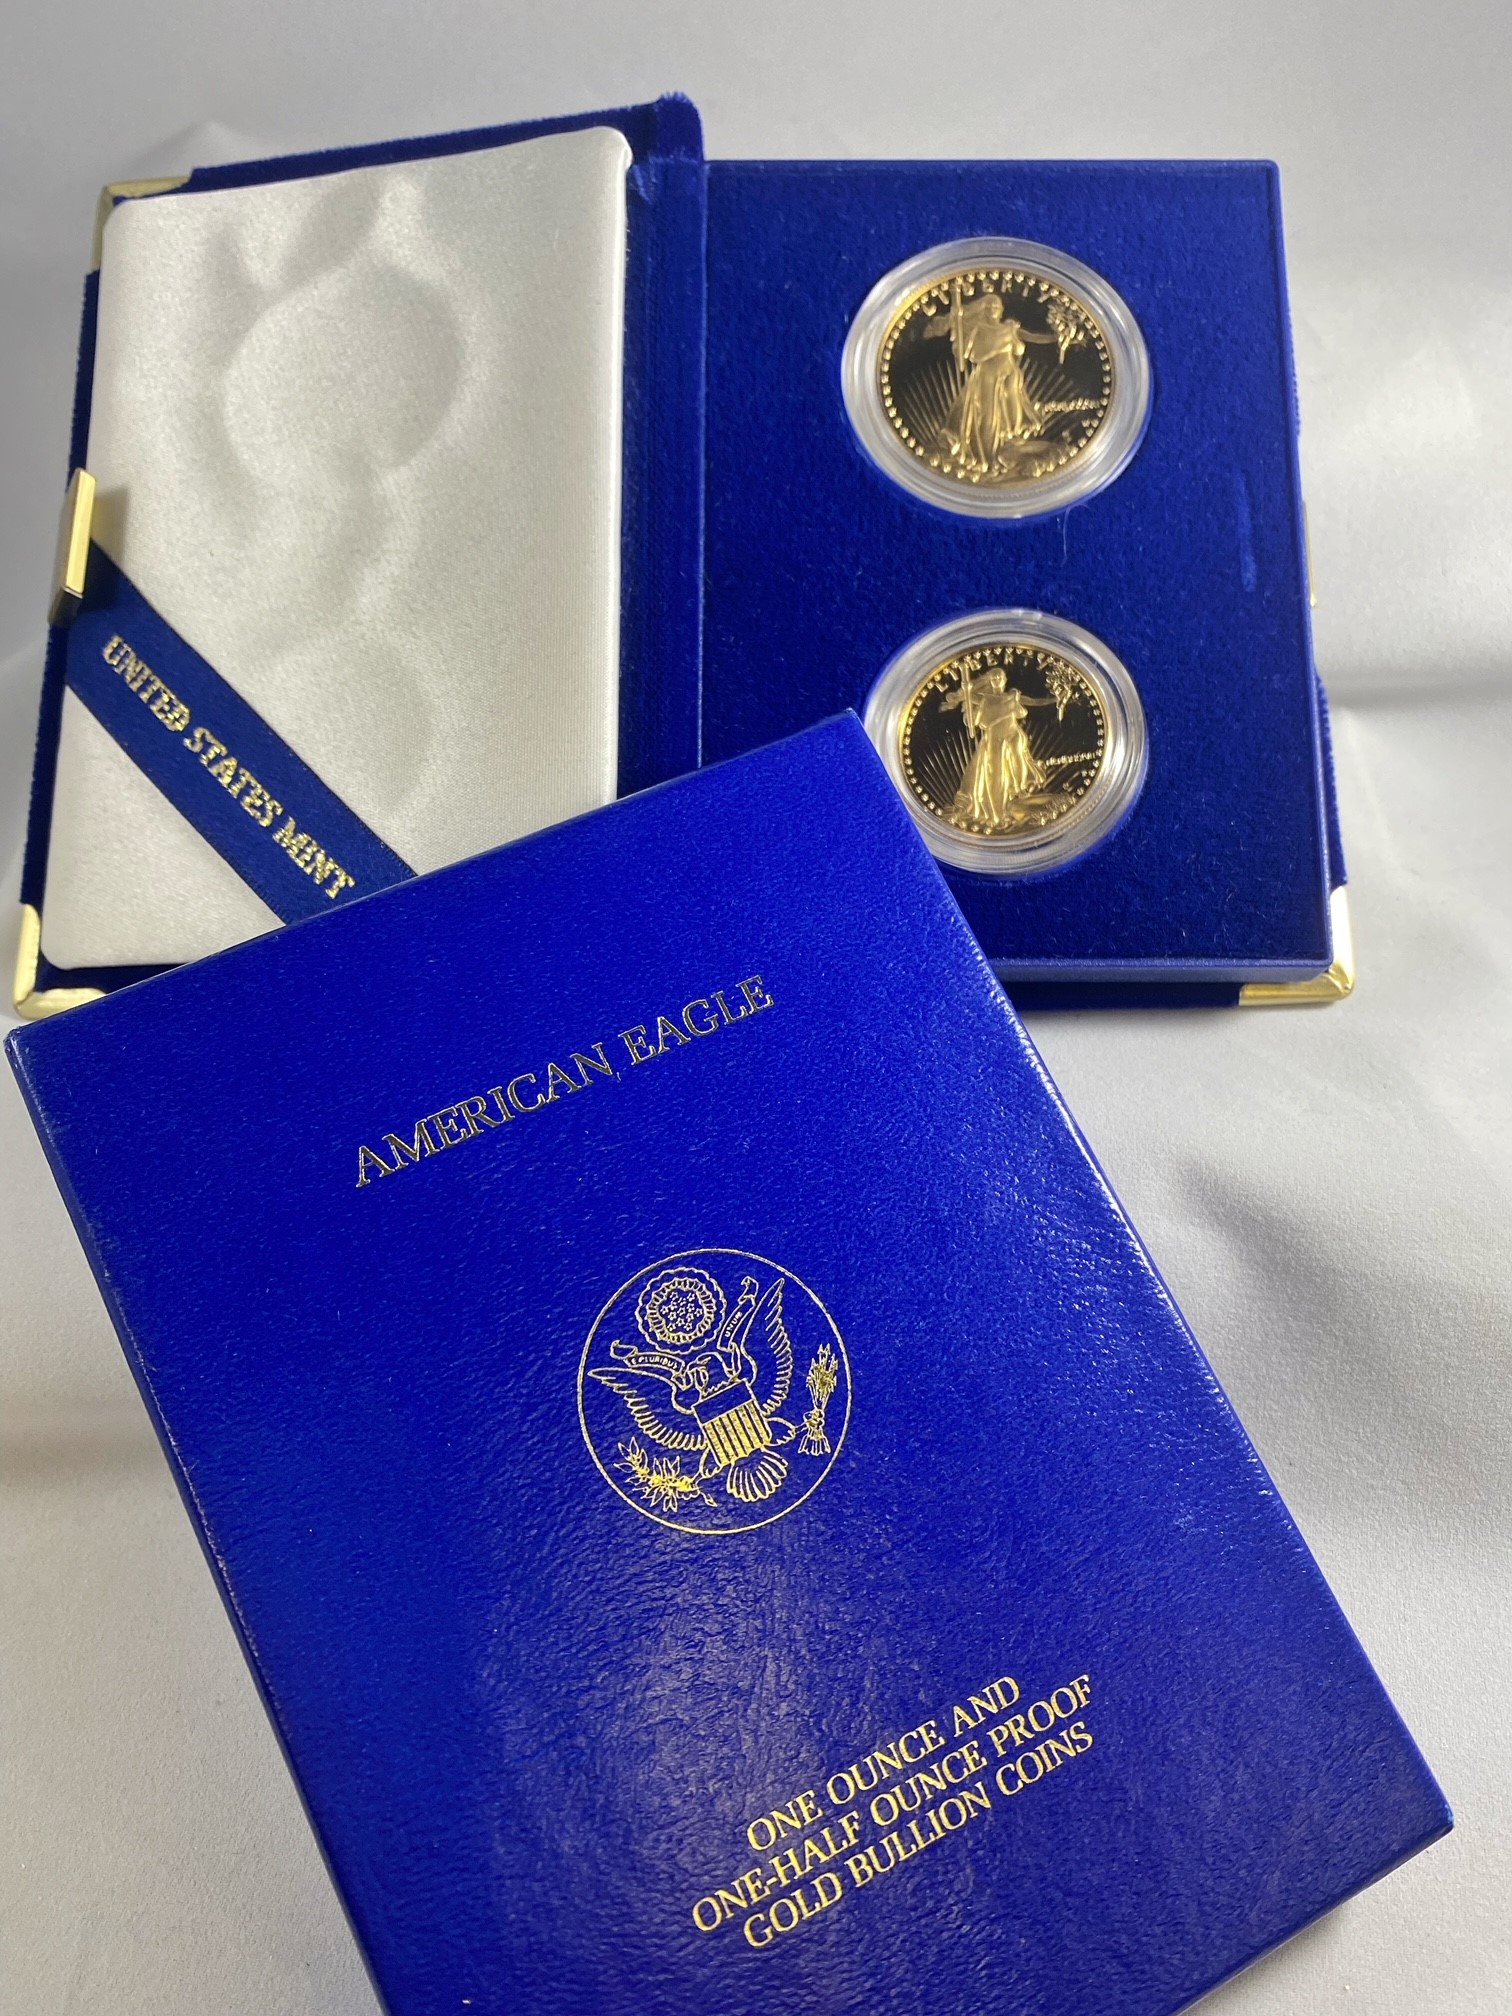 LIBERTY
LIBERTY
UNITED STATES MINT
AMERICAN EAGLE
E PLURIBUS
UNUM
ONE OUNCE AND
ONE-HALF OUNCE PROOF
GOLD BULLION COINS